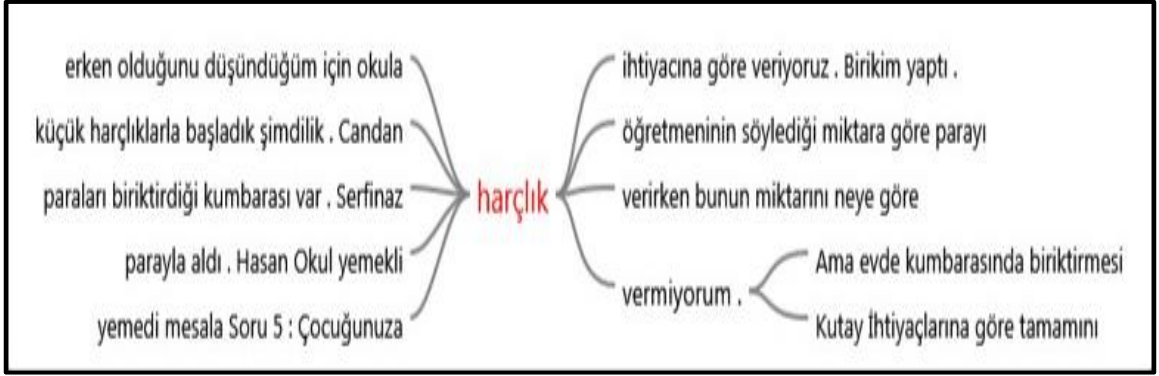 erken olduğunu düşündüğüm için okula
küçük harçlıklarla başladık şimdilik . Candan
paraları biriktirdiği kumbarası var . Serfinaz
parayla aldı . Hasan Okul yemekli
yemedi mesala Soru 5 : Çocuğunuza
harçlık
ihtiyacına göre veriyoruz . Birikim yaptı .
öğretmeninin söylediği miktara göre parayı
verirken bunun miktarını neye göre
vermiyorum .
Ama evde kumbarasında biriktirmesi
Kutay İhtiyaçlarına göre tamamını